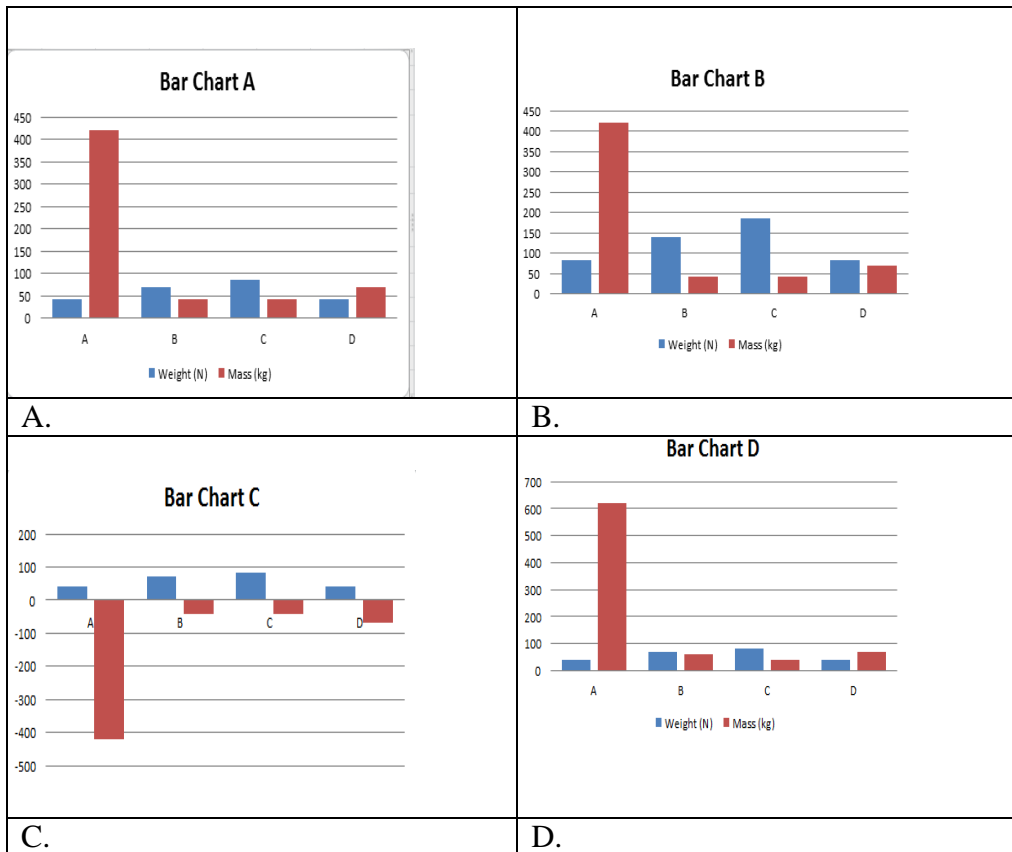 Bar Chart A
450
400
350
300
250
200
150
100
50
0
A B C D
Weight (N) Mass (kg)
A.
Bar Chart B
450
400
350
300
250
200
150
100
50
0
A B C D
Weight (N) Mass (kg)
B.
Bar Chart C
200
100
0
A B C D
-100
-200
-300
-400
-500
C.
Bar Chart D
700
600
500
400
300
200
100
0
A B C D
Weight (N) Mass (kg)
D.